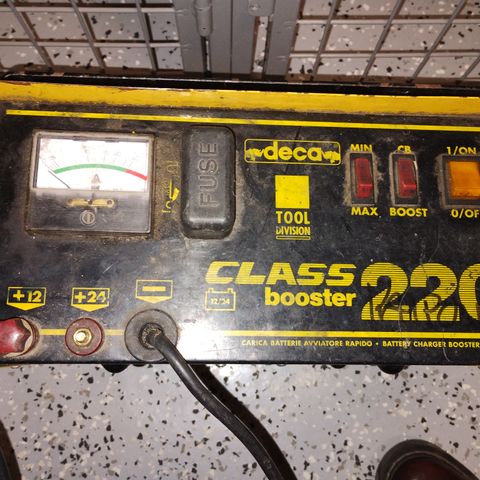 MIN CB 1/ON
deca
FUSE
MAX BOOST 0/OF
TOOL
DIVISION
CLASS 220
booster
+12 +24 −
12/24
CARICA BATTERIE AVVIATORE RAPIDO • BATTERY CHARGER BOOSTER